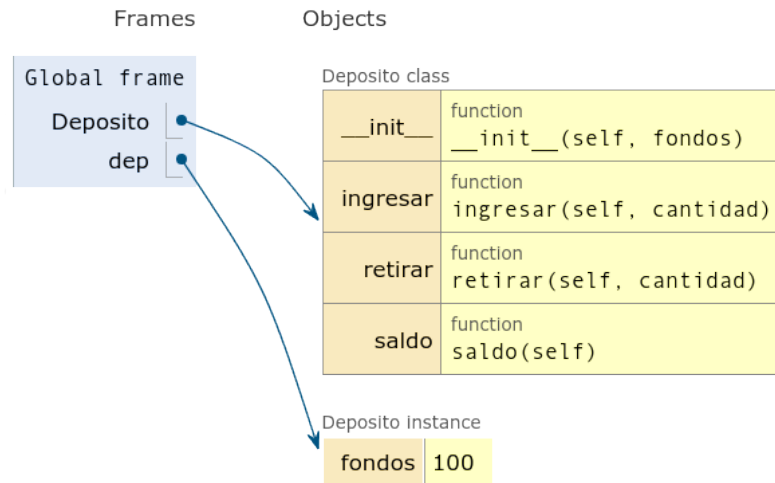 Frames
Objects
Global frame
Deposito
dep
Deposito class
__init__
function
__init__(self, fondos)
ingresar
function
ingresar(self, cantidad)
retirar
function
retirar(self, cantidad)
saldo
function
saldo(self)
Deposito instance
fondos 100